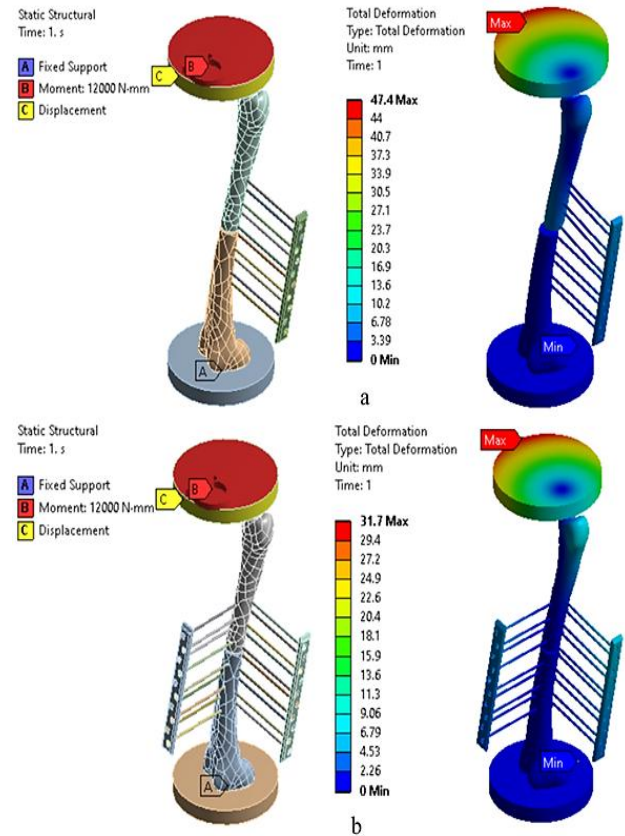 Static Structural
Time: 1. s
A Fixed Support
B Moment: 12000 N-mm
C Displacement
B
C
A
Total Deformation
Type: Total Deformation
Unit: mm
Time: 1
47.4 Max
44
40.7
37.3
33.9
30.5
27.1
23.7
20.3
16.9
13.6
10.2
6.78
3.39
0 Min
Max
Min
a
Static Structural
Time: 1. s
A Fixed Support
B Moment: 12000 N-mm
C Displacement
B
C
A
Total Deformation
Type: Total Deformation
Unit: mm
Time: 1
31.7 Max
29.4
27.2
24.9
22.6
20.4
18.1
15.9
13.6
11.3
9.06
6.79
4.53
2.26
0 Min
Max
Min
b